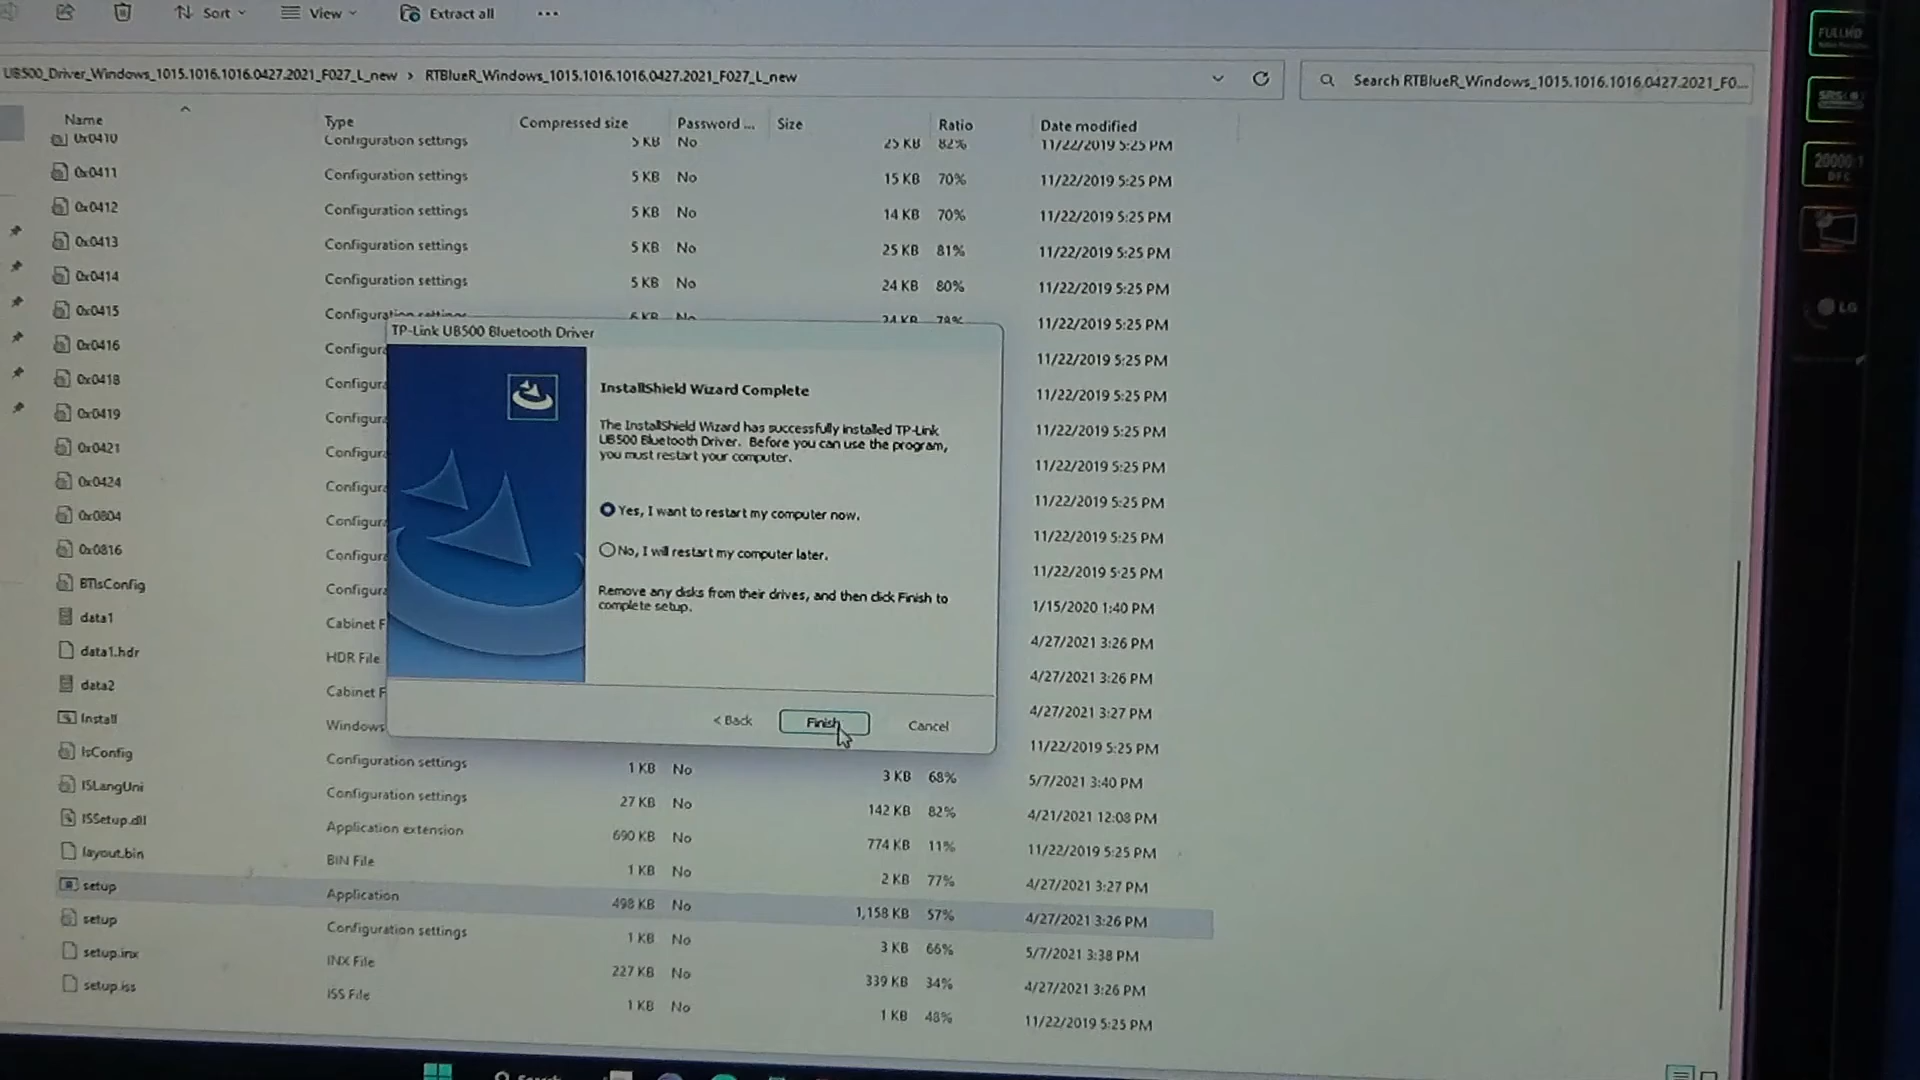 Sort
View
Extract all
...
UB500_Driver_Windows_1015.1016.1016.0427.2021_F027_L_new > RTBlueR_Windows_1015.1016.1016.0427.2021_F027_L_new
Search RTBlueR_Windows_1015.1016.1016.0427.2021_F0...
Name Type Compressed size Password ... Size Ratio Date modified
0x0410 Configuration settings 5 KB No 25 KB 82% 11/22/2019 5:25 PM
0x0411 Configuration settings 5 KB No 15 KB 70% 11/22/2019 5:25 PM
0x0412 Configuration settings 5 KB No 14 KB 70% 11/22/2019 5:25 PM
0x0413 Configuration settings 5 KB No 25 KB 81% 11/22/2019 5:25 PM
0x0414 Configuration settings 5 KB No 24 KB 80% 11/22/2019 5:25 PM
0x0415 Configuration settings 6 KB No 24 KB 78% 11/22/2019 5:25 PM
0x0416 Configura 11/22/2019 5:25 PM
0x0418 Configura 11/22/2019 5:25 PM
0x0419 Configura 11/22/2019 5:25 PM
0x0421 Configura 11/22/2019 5:25 PM
0x0424 Configura 11/22/2019 5:25 PM
0x0804 Configura 11/22/2019 5:25 PM
0x0816 Configura 11/22/2019 5:25 PM
BTIsConfig Configura 1/15/2020 1:40 PM
data1 Cabinet F 4/27/2021 3:26 PM
data1.hdr HDR File 4/27/2021 3:26 PM
data2 Cabinet F 4/27/2021 3:27 PM
Install Windows 11/22/2019 5:25 PM
IsConfig Configuration settings 1 KB No 3 KB 68% 5/7/2021 3:40 PM
ISLangUni Configuration settings 27 KB No 142 KB 82% 4/21/2021 12:08 PM
ISSetup.dll Application extension 690 KB No 774 KB 11% 11/22/2019 5:25 PM
layout.bin BIN File 1 KB No 2 KB 77% 4/27/2021 3:27 PM
setup Application 498 KB No 1,158 KB 57% 4/27/2021 3:26 PM
setup Configuration settings 1 KB No 3 KB 66% 5/7/2021 3:38 PM
setup.inx INX File 227 KB No 339 KB 34% 4/27/2021 3:26 PM
setup.iss ISS File 1 KB No 1 KB 48% 11/22/2019 5:25 PM
TP-Link UB500 Bluetooth Driver
InstallShield Wizard Complete
The InstallShield Wizard has successfully installed TP-Link
UB500 Bluetooth Driver. Before you can use the program,
you must restart your computer.
Yes, I want to restart my computer now.
No, I will restart my computer later.
Remove any disks from their drives, and then click Finish to
complete setup.
< Back
Finish
Cancel
FULLHD
20000:1
DFC
LG
Search